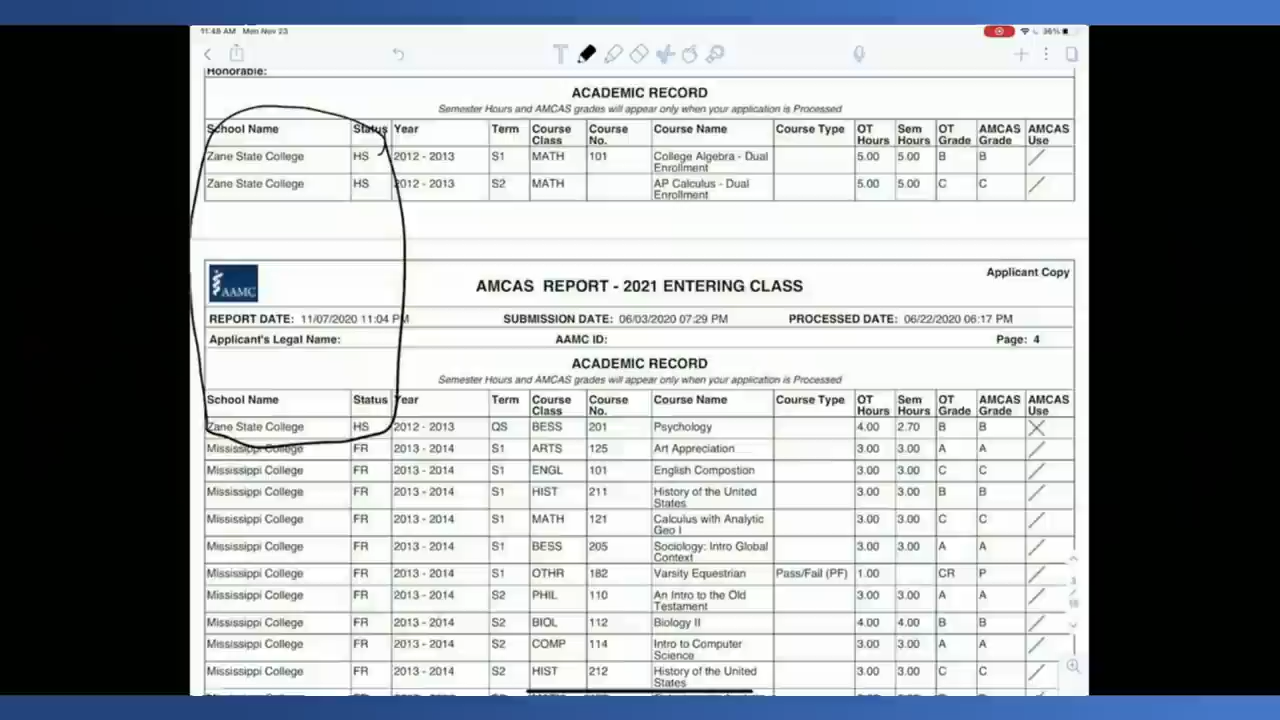 11:48 AM Mon Nov 23
36%
Honorable:
ACADEMIC RECORD
Semester Hours and AMCAS grades will appear only when your application is Processed
School Name Status Year Term Course Class Course No. Course Name Course Type OT Hours Sem Hours OT Grade AMCAS Grade AMCAS Use
Zane State College HS 2012 - 2013 S1 MATH 101 College Algebra - Dual Enrollment 5.00 5.00 B B
Zane State College HS 2012 - 2013 S2 MATH AP Calculus - Dual Enrollment 5.00 5.00 C C
AAMC
Applicant Copy
AMCAS REPORT - 2021 ENTERING CLASS
REPORT DATE: 11/07/2020 11:04 PM SUBMISSION DATE: 06/03/2020 07:29 PM PROCESSED DATE: 06/22/2020 06:17 PM
Applicant's Legal Name: AAMC ID: Page: 4
ACADEMIC RECORD
Semester Hours and AMCAS grades will appear only when your application is Processed
School Name Status Year Term Course Class Course No. Course Name Course Type OT Hours Sem Hours OT Grade AMCAS Grade AMCAS Use
Zane State College HS 2012 - 2013 QS BESS 201 Psychology 4.00 2.70 B B
Mississippi College FR 2013 - 2014 S1 ARTS 125 Art Appreciation 3.00 3.00 A A
Mississippi College FR 2013 - 2014 S1 ENGL 101 English Compostion 3.00 3.00 C C
Mississippi College FR 2013 - 2014 S1 HIST 211 History of the United States 3.00 3.00 B B
Mississippi College FR 2013 - 2014 S1 MATH 121 Calculus with Analytic Geo I 3.00 3.00 C C
Mississippi College FR 2013 - 2014 S1 BESS 205 Sociology: Intro Global Context 3.00 3.00 A A
Mississippi College FR 2013 - 2014 S1 OTHR 182 Varsity Equestrian Pass/Fail (PF) 1.00 CR P
Mississippi College FR 2013 - 2014 S2 PHIL 110 An Intro to the Old Testament 3.00 3.00 A A
Mississippi College FR 2013 - 2014 S2 BIOL 112 Biology II 4.00 4.00 B B
Mississippi College FR 2013 - 2014 S2 COMP 114 Intro to Computer Science 3.00 3.00 A A
Mississippi College FR 2013 - 2014 S2 HIST 212 History of the United States 3.00 3.00 C C